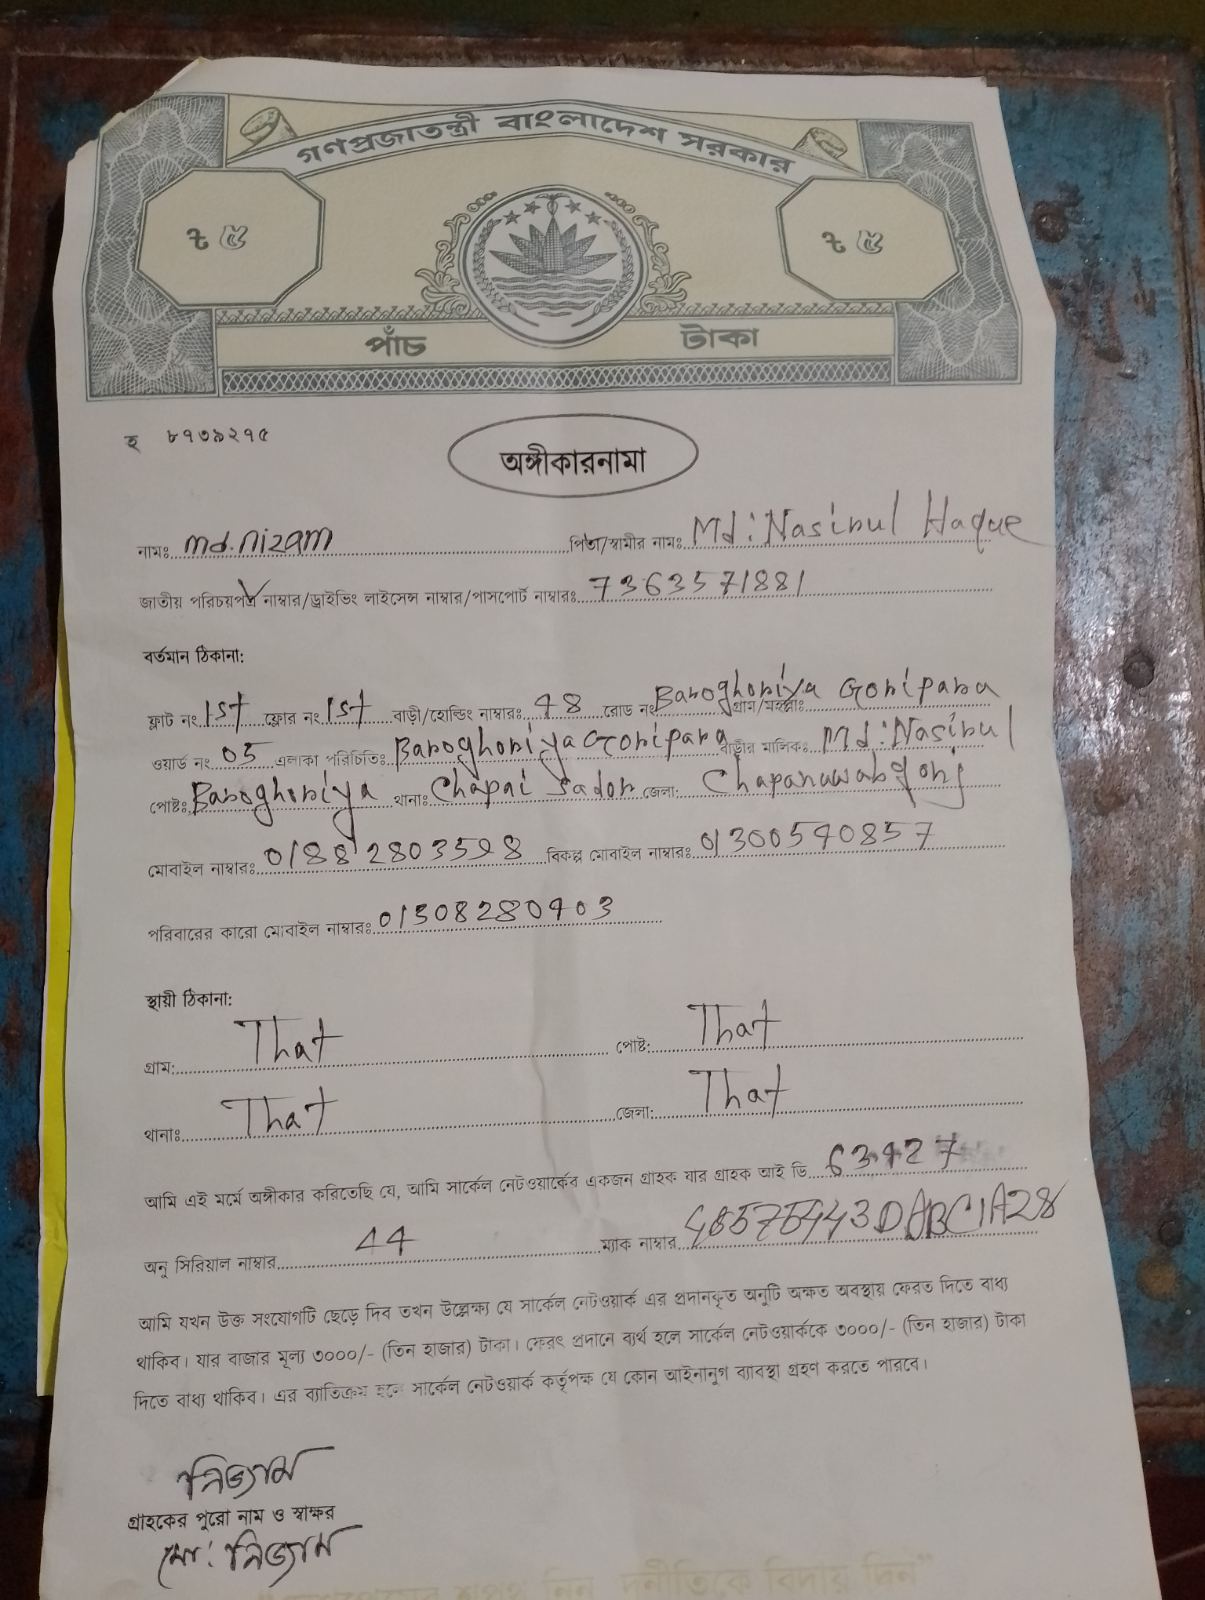 গণপ্রজাতন্ত্রী বাংলাদেশ সরকার
৳ ৫ ৳ ৫
পাঁচ টাকা
হ ৮৭৩৯২৭৫
অঙ্গীকারনামা
নামঃ Md. Nizam পিতা/স্বামীর নামঃ Md: Nasirul Haque
জাতীয় পরিচয়পত্র নাম্বার/ড্রাইভিং লাইসেন্স নাম্বার/পাসপোর্ট নাম্বারঃ 7363571881
বর্তমান ঠিকানা:
ফ্লাট নং 1st ফ্লোর নং 1st বাড়ী/হোল্ডিং নাম্বারঃ 48 রোড নং গ্রাম/মহল্লাঃ Baroghoriya Goripara
ওয়ার্ড নং 05 এলাকা পরিচিতিঃ Baroghoriya Goripara বাড়ীর মালিকঃ Md: Nasirul
পোষ্টঃ Baroghoriya থানাঃ Chapai Sador জেলা: Chapanawabgonj
মোবাইল নাম্বারঃ 01882803598 বিকল্প মোবাইল নাম্বারঃ 01300540857
পরিবারের কারো মোবাইল নাম্বারঃ 01308280403
স্থায়ী ঠিকানা:
গ্রাম: That পোষ্ট: That
থানাঃ That জেলা: That
আমি এই মর্মে অঙ্গীকার করিতেছি যে, আমি সার্কেল নেটওয়ার্কের একজন গ্রাহক যার গ্রাহক আই ডি 63427
অনু সিরিয়াল নাম্বার 44 ম্যাক নাম্বার
আমি যখন উক্ত সংযোগটি ছেড়ে দিব তখন উল্লেক্ষ্য যে সার্কেল নেটওয়ার্ক এর প্রদানকৃত অনুটি অক্ষত অবস্থায় ফেরত দিতে বাধ্য
থাকিব। যার বাজার মূল্য ৩০০০/- (তিন হাজার) টাকা। ফেরৎ প্রদানে ব্যর্থ হলে সার্কেল নেটওয়ার্ককে ৩০০০/- (তিন হাজার) টাকা
দিতে বাধ্য থাকিব। এর ব্যাতিক্রম হলে সার্কেল নেটওয়ার্ক কর্তৃপক্ষ যে কোন আইনানুগ ব্যাবস্থা গ্রহণ করতে পারবে।
নিজাম
গ্রাহকের পুরো নাম ও স্বাক্ষর
মো: নিজাম
দুর্নীতিকে বিদায় দিন"